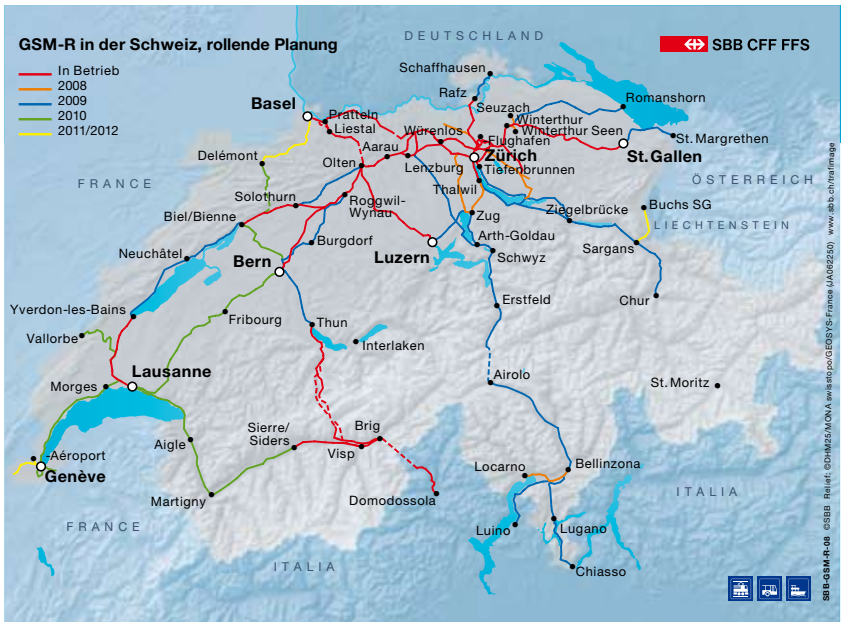 GSM-R in der Schweiz, rollende Planung
In Betrieb
2008
2009
2010
2011/2012
SBB CFF FFS
DEUTSCHLAND
Schaffhausen
Rafz
Seuzach
Romanshorn
Basel
Pratteln
Liestal
Winterthur
Winterthur Seen
Würenlos
Flughafen
St. Margrethen
Aarau
Zürich
St. Gallen
Delémont
Olten
Lenzburg
Tiefenbrunnen
FRANCE
Thalwil
ÖSTERREICH
Solothurn
Roggwil-
Wynau
Buchs SG
Biel/Bienne
Zug
Ziegelbrücke
LIECHTENSTEIN
Burgdorf
Arth-Goldau
Sargans
Neuchâtel
Bern
Luzern
Schwyz
Chur
Erstfeld
Yverdon-les-Bains
Fribourg
Thun
Vallorbe
Interlaken
Lausanne
Airolo
St. Moritz
Morges
Sierre/
Siders
Brig
Aigle
Visp
-Aéroport
Genève
Locarno
Bellinzona
Martigny
Domodossola
ITALIA
FRANCE
Luino
Lugano
ITALIA
Chiasso
SBB-GSM-R-08 ©SBB Relief: ©DHM25/MONA swisstopo/GEOSYS-France (JA062250) www.sbb.ch/trafimage